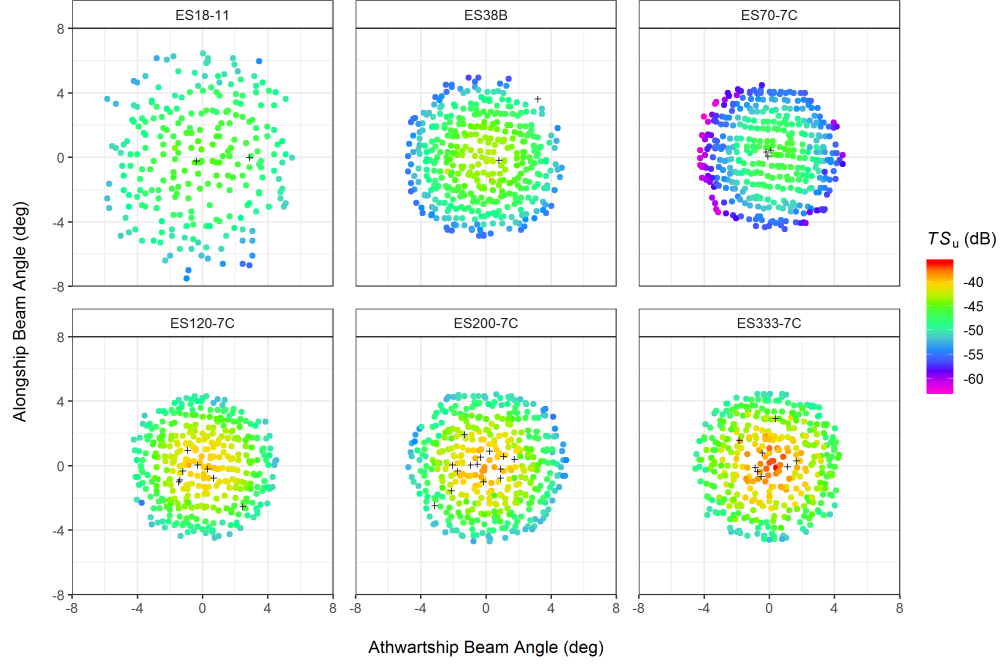 ES18-11 ES38B ES70-7C
8
4
0
-4
-8
ES120-7C ES200-7C ES333-7C
8
4
0
-4
-8
-8 -4 0 4 8 -8 -4 0 4 8 -8 -4 0 4 8
Athwartship Beam Angle (deg)
Alongship Beam Angle (deg)
TSu (dB)
-40
-45
-50
-55
-60